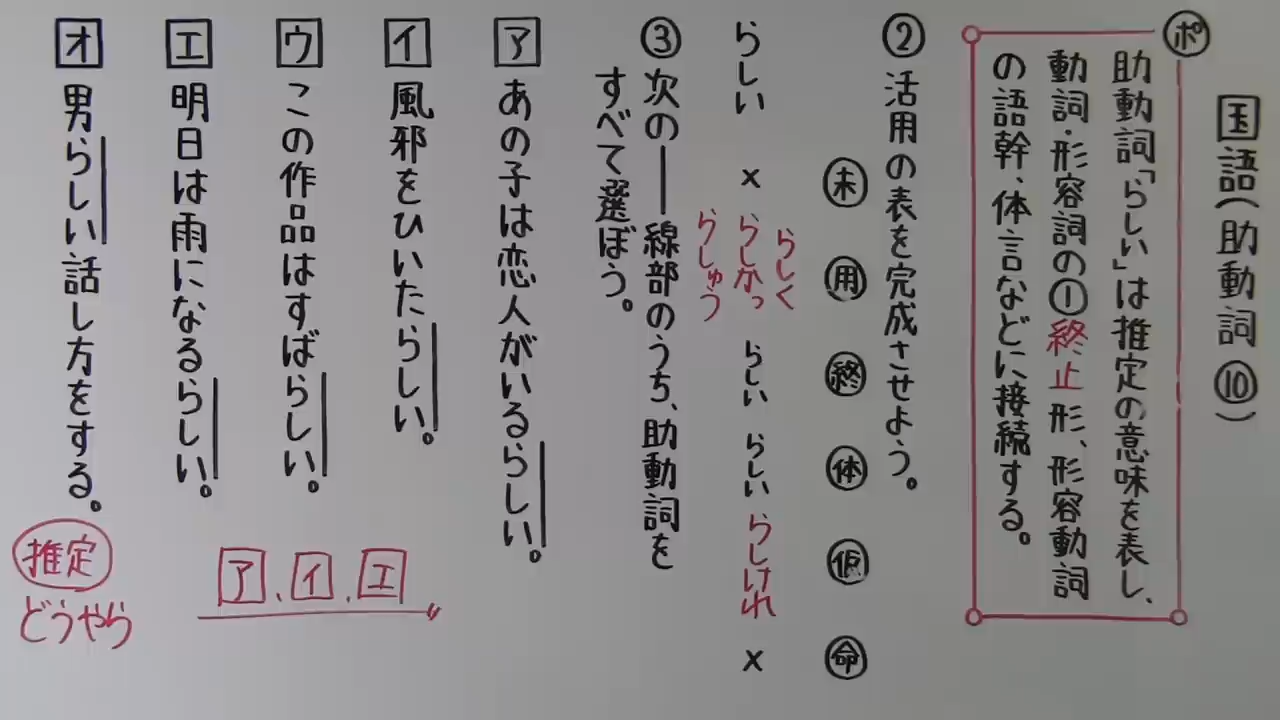 国語(助動詞⑩)
ポ
助動詞「らしい」は推定の意味を表し、
動詞・形容詞の①終止形、形容動詞
の語幹、体言などに接続する。
②活用の表を完成させよう。
未 用 終 体 仮 命
らしい × らしく らしかっ らしゅう らしい らしい らしけれ ×
③次の――線部のうち、助動詞を
すべて選ぼう。
ア あの子は恋人がいるらしい。
イ 風邪をひいたらしい。
ウ この作品はすばらしい。
エ 明日は雨になるらしい。
オ 男らしい話し方をする。
ア、イ、エ
推定
どうやら